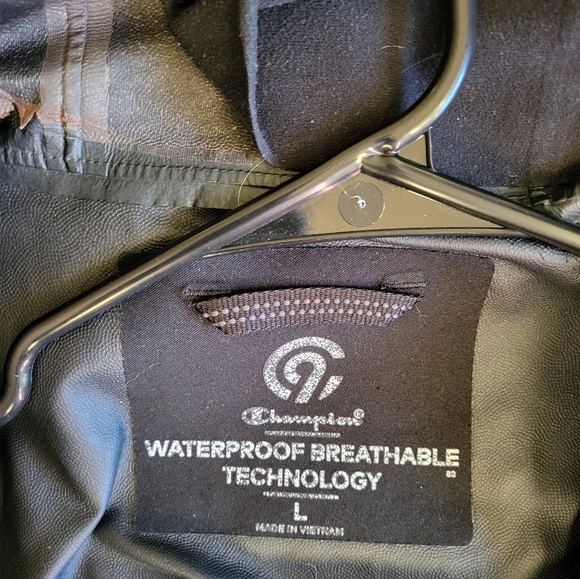 Champion®
WATERPROOF BREATHABLE
TECHNOLOGY
L
MADE IN VIETNAM